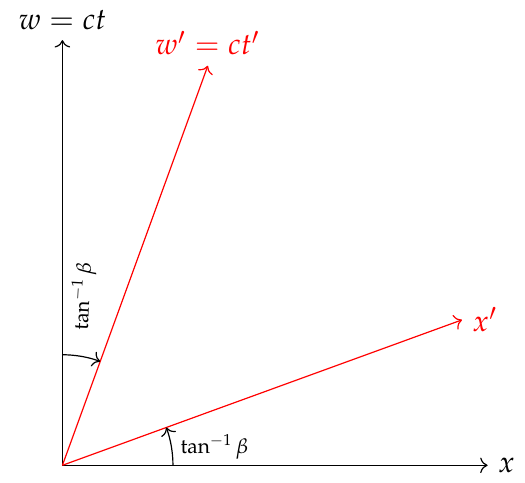 w = ct
w′ = ct′
tan⁻¹ β
x′
tan⁻¹ β
x